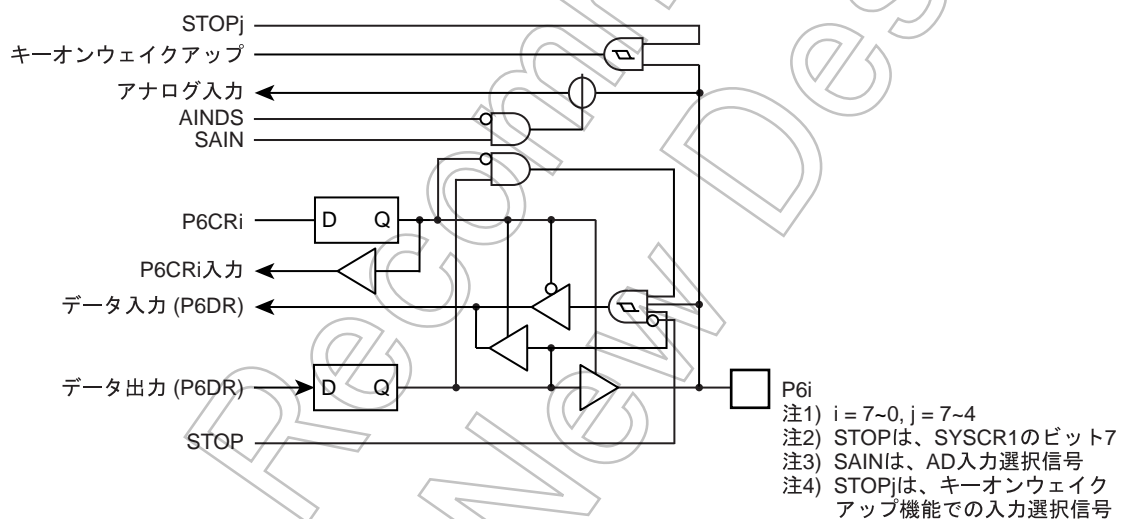 STOPj
キーオンウェイクアップ
アナログ入力
AINDS
SAIN
P6CRi
D Q
P6CRi入力
データ入力 (P6DR)
データ出力 (P6DR)
D Q
STOP
P6i
注1) i = 7~0, j = 7~4
注2) STOPは、SYSCR1のビット7
注3) SAINは、AD入力選択信号
注4) STOPjは、キーオンウェイク
アップ機能での入力選択信号